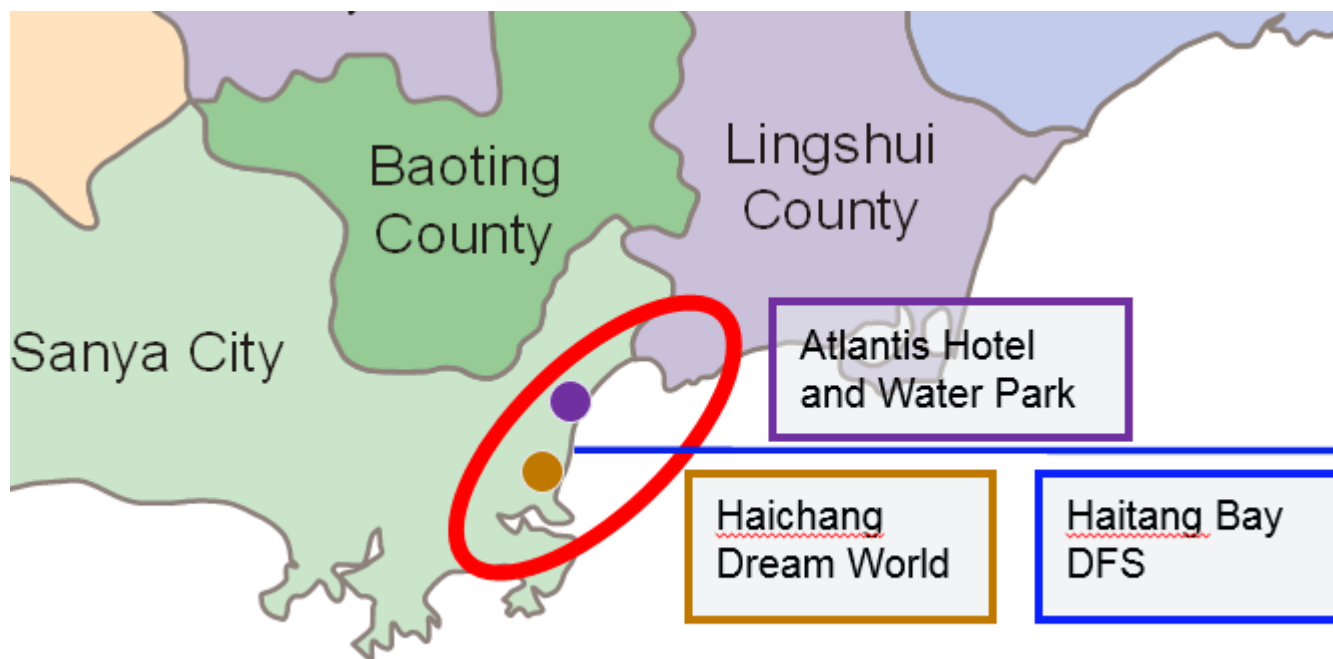 Baoting
County
Lingshui
County
Sanya City
Atlantis Hotel
and Water Park
Haichang
Dream World
Haitang Bay
DFS